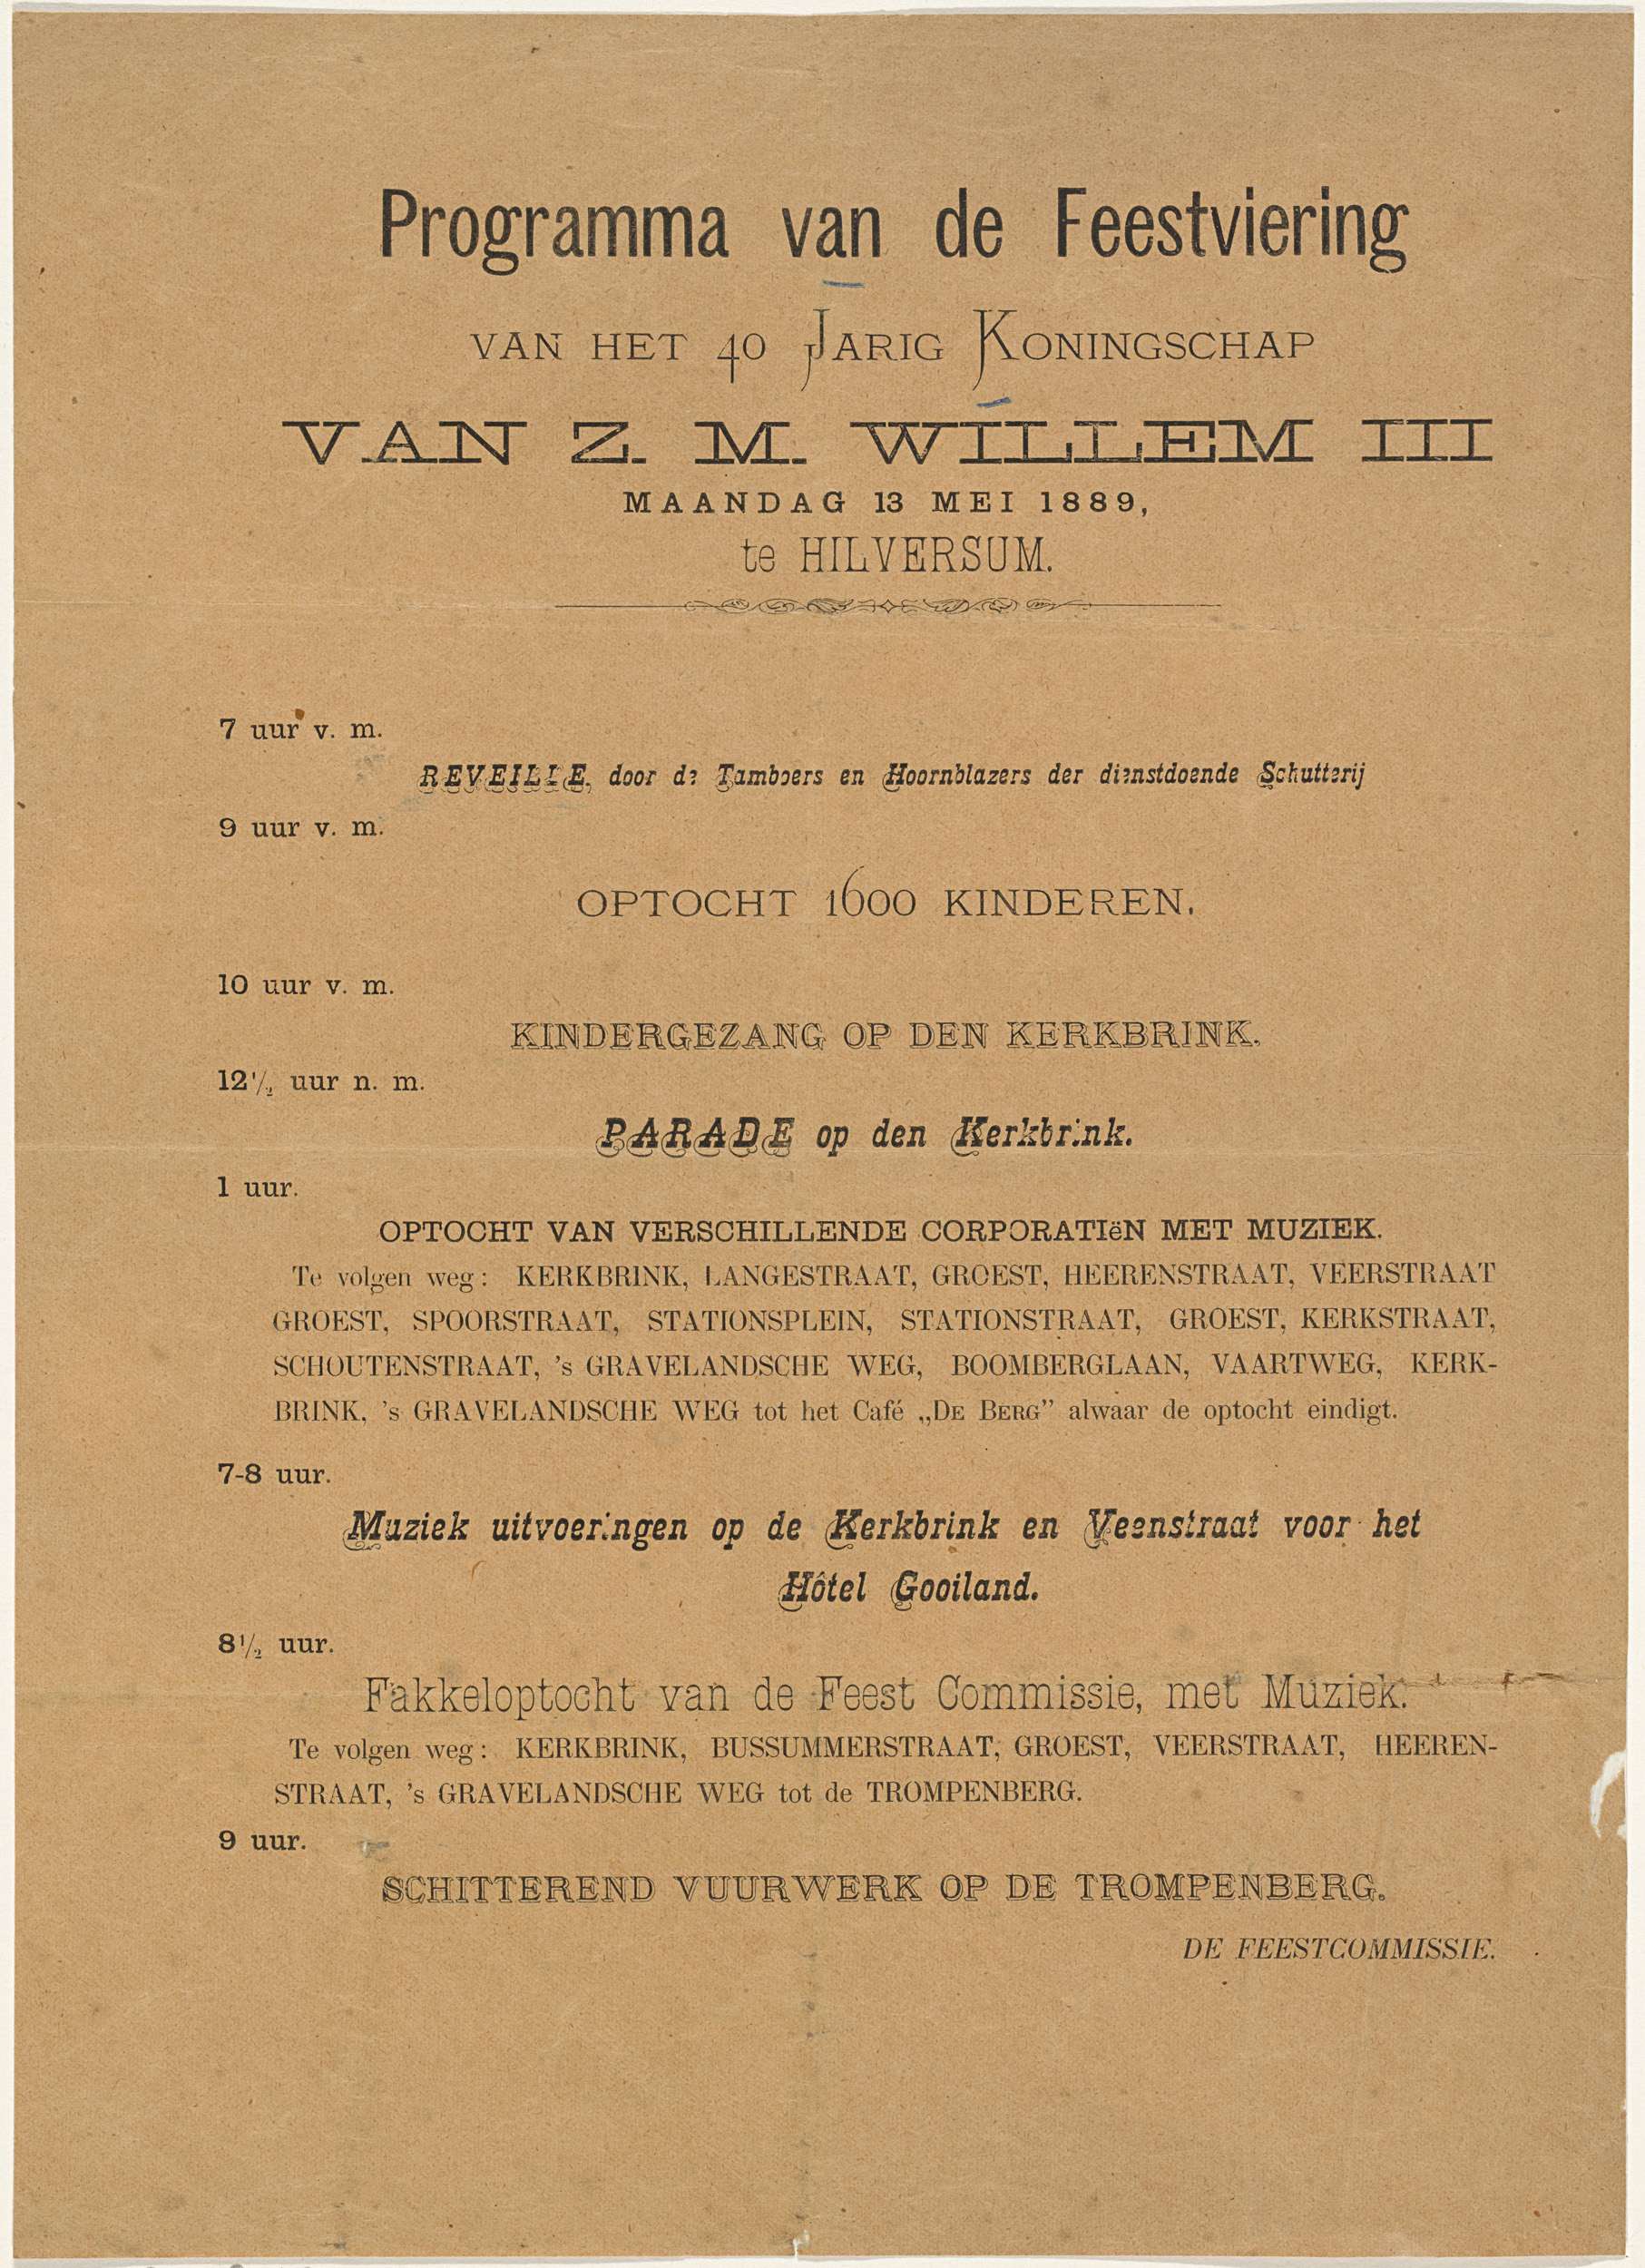 Programma van de Feestviering
VAN HET 40 JARIG KONINGSCHAP
VAN Z. M. WILLEM III
MAANDAG 13 MEI 1889,
te HILVERSUM.
7 uur v. m.
REVEILLE, door de Tamboers en Hoornblazers der dienstdoende Schutterij
9 uur v. m.
OPTOCHT 1600 KINDEREN.
10 uur v. m.
KINDERGEZANG OP DEN KERKBRINK.
12 1/2 uur n. m.
PARADE op den Kerkbrink.
1 uur.
OPTOCHT VAN VERSCHILLENDE CORPORATIëN MET MUZIEK.
Te volgen weg: KERKBRINK, LANGESTRAAT, GROEST, HEERENSTRAAT, VEERSTRAAT
GROEST, SPOORSTRAAT, STATIONSPLEIN, STATIONSTRAAT, GROEST, KERKSTRAAT,
SCHOUTENSTRAAT, 's GRAVELANDSCHE WEG, BOOMBERGLAAN, VAARTWEG, KERK-
BRINK, 's GRAVELANDSCHE WEG tot het Café „DE BERG” alwaar de optocht eindigt.
7-8 uur.
Muziek uitvoeringen op de Kerkbrink en Veenstraat voor het
Hôtel Gooiland.
8 1/2 uur.
Fakkeloptocht van de Feest Commissie, met Muziek.
Te volgen weg: KERKBRINK, BUSSUMMERSTRAAT, GROEST, VEERSTRAAT, HEEREN-
STRAAT, 's GRAVELANDSCHE WEG tot de TROMPENBERG.
9 uur.
SCHITTEREND VUURWERK OP DE TROMPENBERG.
DE FEESTCOMMISSIE.